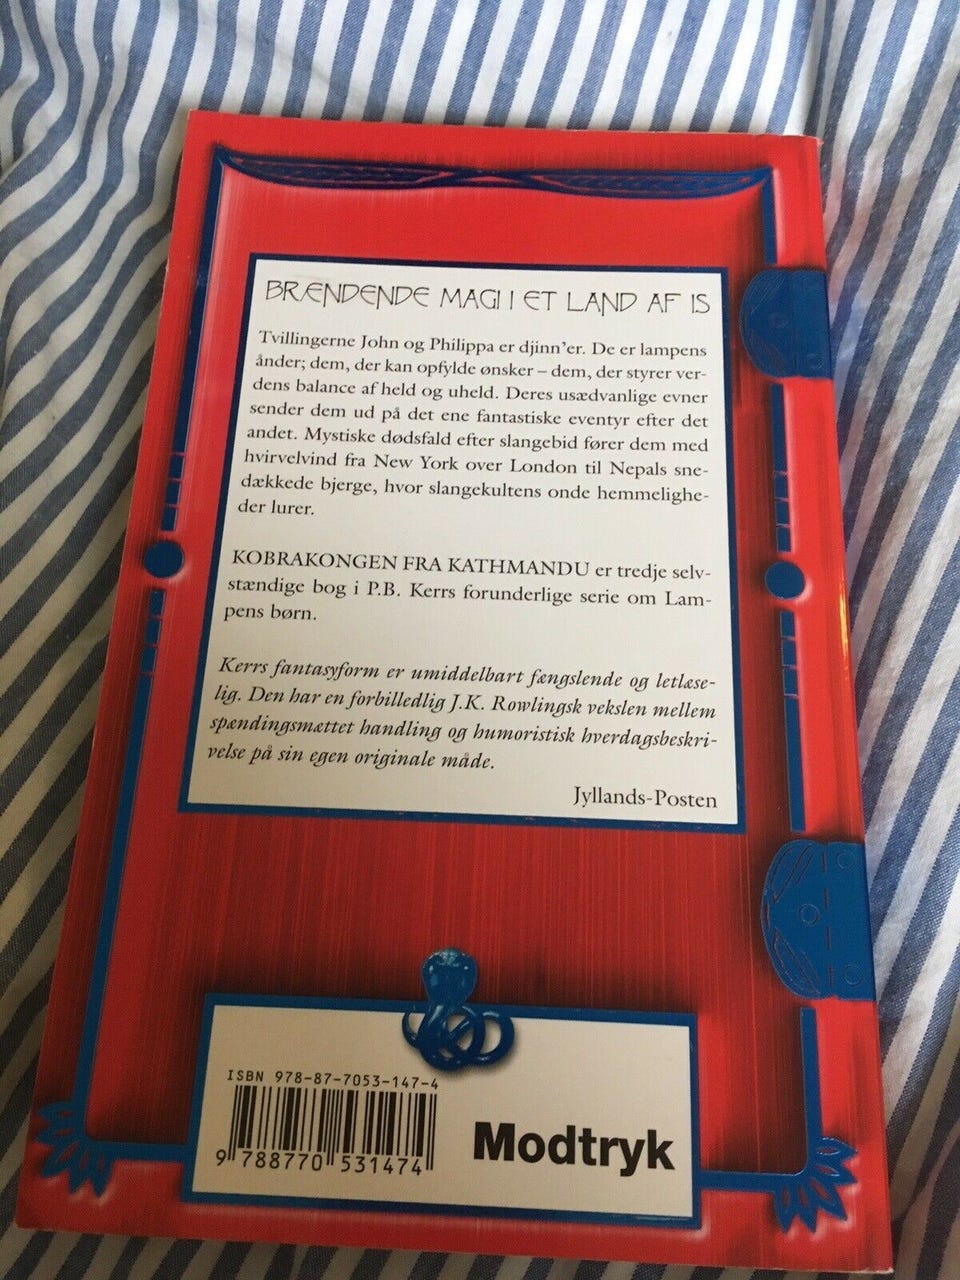 BRÆNDENDE MAGI I ET LAND AF IS
Tvillingerne John og Philippa er djinn'er. De er lampens
ånder; dem, der kan opfylde ønsker – dem, der styrer ver-
dens balance af held og uheld. Deres usædvanlige evner
sender dem ud på det ene fantastiske eventyr efter det
andet. Mystiske dødsfald efter slangebid fører dem med
hvirvelvind fra New York over London til Nepals sne-
dækkede bjerge, hvor slangekultens onde hemmelighe-
der lurer.
KOBRAKONGEN FRA KATHMANDU er tredje selv-
stændige bog i P.B. Kerrs forunderlige serie om Lam-
pens børn.
Kerrs fantasyform er umiddelbart fængslende og letlæse-
lig. Den har en forbilledlig J.K. Rowlingsk vekslen mellem
spændingsmættet handling og humoristisk hverdagsbeskri-
velse på sin egen originale måde.
Jyllands-Posten
ISBN 978-87-7053-147-4
9 788770 531474
Modtryk